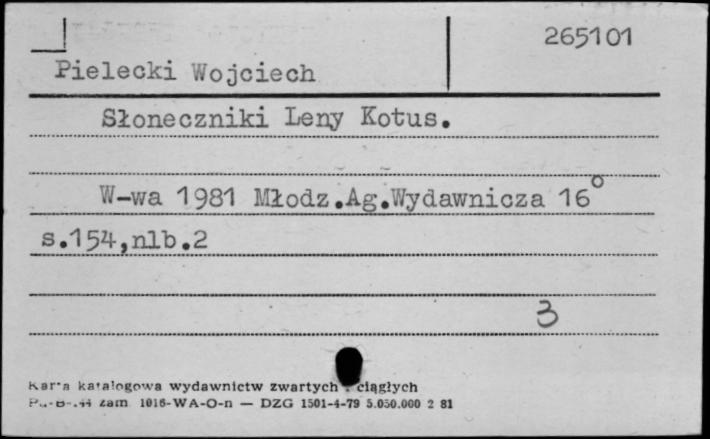 265101
Pielecki Wojciech
Słoneczniki Leny Kotus.
W-wa 1981 Młodz.Ag.Wydawnicza 16°
s.154,nlb.2
3
Karta katalogowa wydawnictw zwartych i ciągłych
zam 1016-WA-O-n — DZG 1501-4-79 5.050.000 2 81